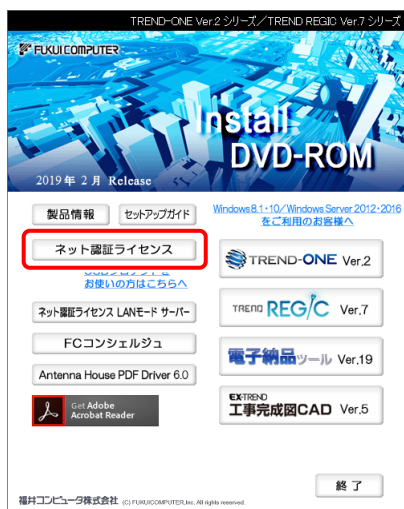 TREND-ONE Ver.2 シリーズ／TREND REGIC Ver.7 シリーズ
FUKUI COMPUTER
Install
DVD-ROM
2019年 2月 Release
製品情報
セットアップガイド
Windows8.1・10／Windows Server 2012・2016
をご利用のお客様へ
ネット認証ライセンス
お使いの方はこちらへ
TREND-ONE Ver.2
ネット認証ライセンス LANモード サーバー
TREND REGIC Ver.7
FCコンシェルジュ
電子納品ツール Ver.19
Antenna House PDF Driver 6.0
Get Adobe
Acrobat Reader
EX-TREND
工事完成図CAD Ver.5
終了
福井コンピュータ株式会社 (C) FUKUICOMPUTER,Inc. All rights reserved.